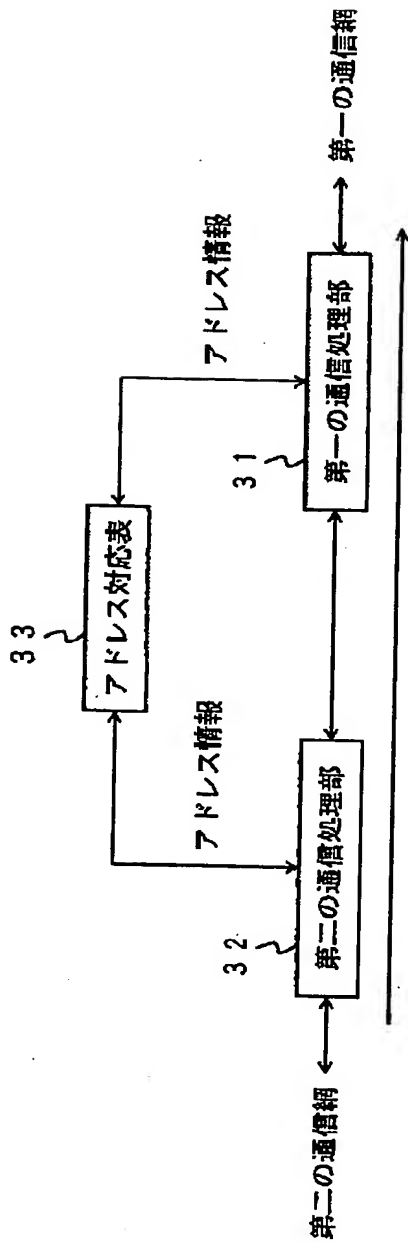 33
アドレス対応表
アドレス情報
アドレス情報
32
31
第二の通信網
第二の通信処理部
第一の通信処理部
第一の通信網